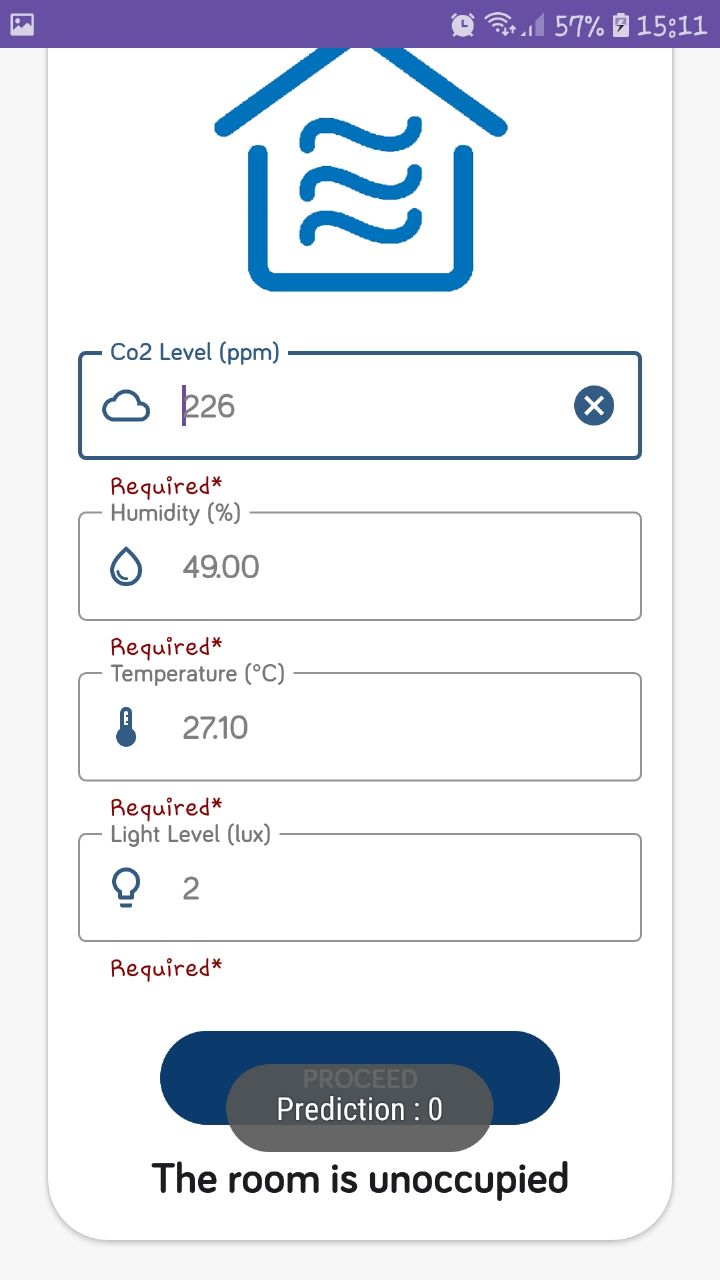 57% 15:11
Co2 Level (ppm)
226
Required*
Humidity (%)
49.00
Required*
Temperature (°C)
27.10
Required*
Light Level (lux)
2
Required*
PROCEED
Prediction : 0
The room is unoccupied